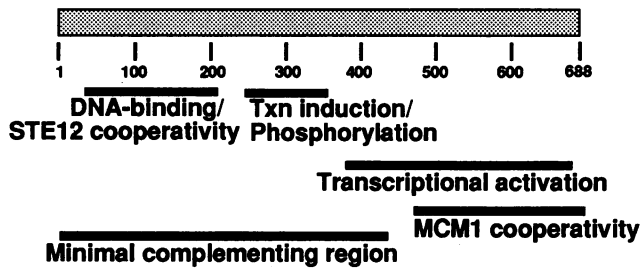 1 100 200 300 400 500 600 688
DNA-binding/ Txn induction/
STE12 cooperativity Phosphorylation
Transcriptional activation
MCM1 cooperativity
Minimal complementing region